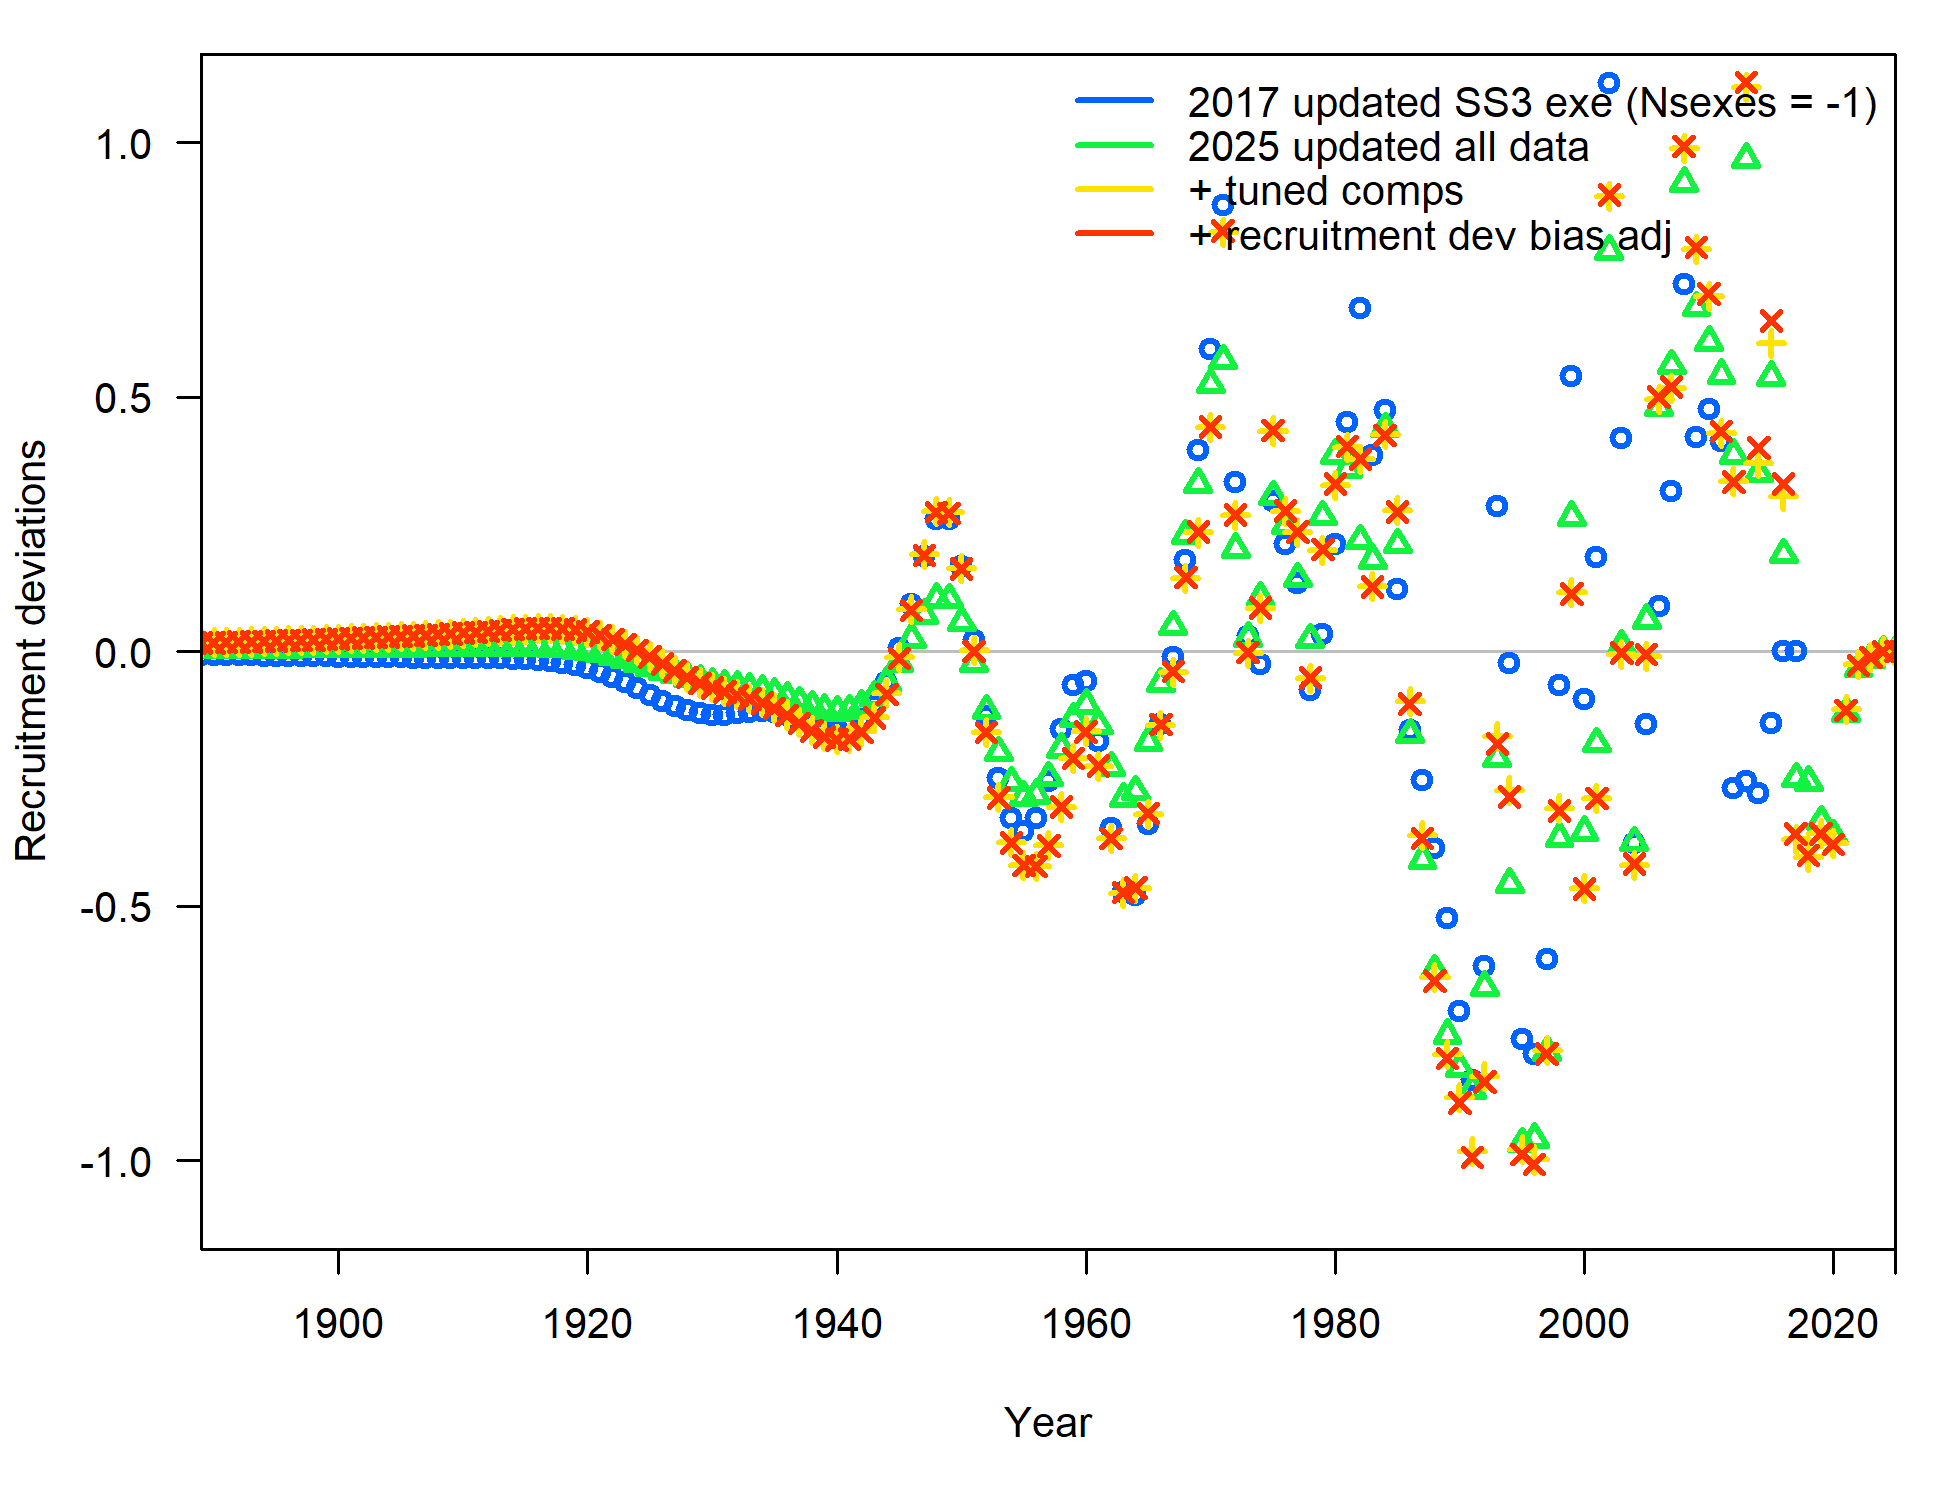 2017 updated SS3 exe (Nsexes = -1)
2025 updated all data
+ tuned comps
+ recruitment dev bias adj
Recruitment deviations
1.0
0.5
0.0
-0.5
-1.0
1900 1920 1940 1960 1980 2000 2020
Year